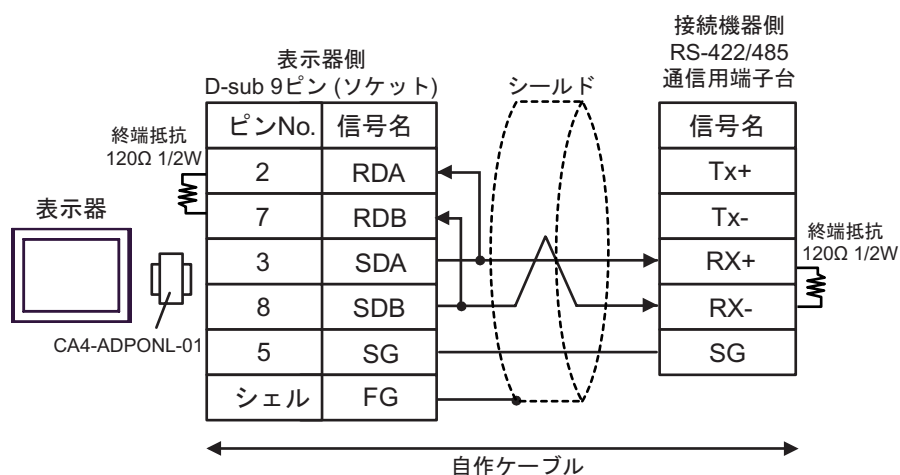 接続機器側
RS-422/485
通信用端子台
表示器側
D-sub 9ピン (ソケット)
シールド
ピンNo. 信号名
2 RDA
7 RDB
3 SDA
8 SDB
5 SG
シェル FG
信号名
Tx+
Tx-
RX+
RX-
SG
終端抵抗
120Ω 1/2W
表示器
CA4-ADPONL-01
終端抵抗
120Ω 1/2W
自作ケーブル